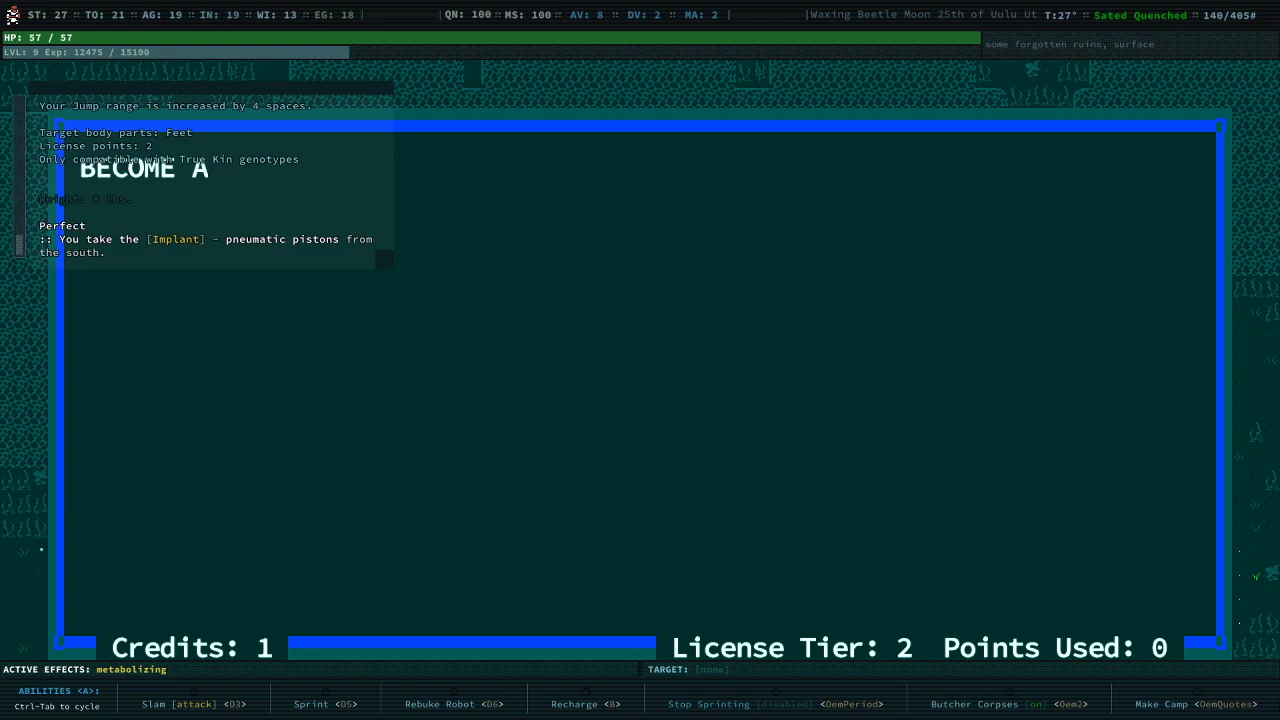 ST: 27 :: TO: 21 :: AG: 19 :: IN: 19 :: WI: 13 :: EG: 18 | | QN: 100 :: MS: 100 :: AV: 8 :: DV: 2 :: MA: 2 | |Waxing Beetle Moon 25th of Uulu Ut T:27° :: Sated Quenched :: 140/405#
HP: 57 / 57
LVL: 9 Exp: 12475 / 15100
some forgotten ruins, surface
Your Jump range is increased by 4 spaces.
Target body parts: Feet
License points: 2
Only compatible with True Kin genotypes
BECOME A
Weight: 8 lbs.
Perfect
:: You take the [Implant] - pneumatic pistons from
the south.
Credits: 1
License Tier: 2 Points Used: 0
ACTIVE EFFECTS: metabolizing
TARGET: [none]
ABILITIES <A>:
Ctrl-Tab to cycle
Slam [attack] <D3>
Sprint <D5>
Rebuke Robot <D6>
Recharge <B>
Stop Sprinting [disabled] <OemPeriod>
Butcher Corpses [on] <Oem2>
Make Camp <OemQuotes>